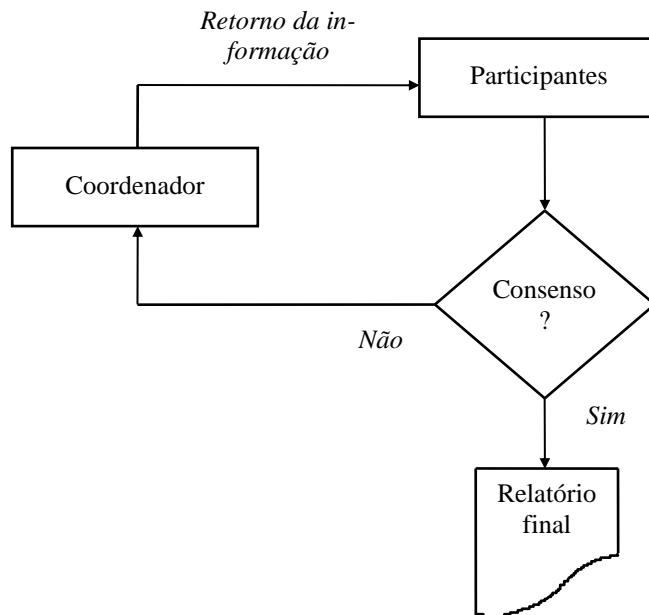 Retorno da in-
formação
Participantes
Coordenador
Consenso
?
Não
Sim
Relatório
final